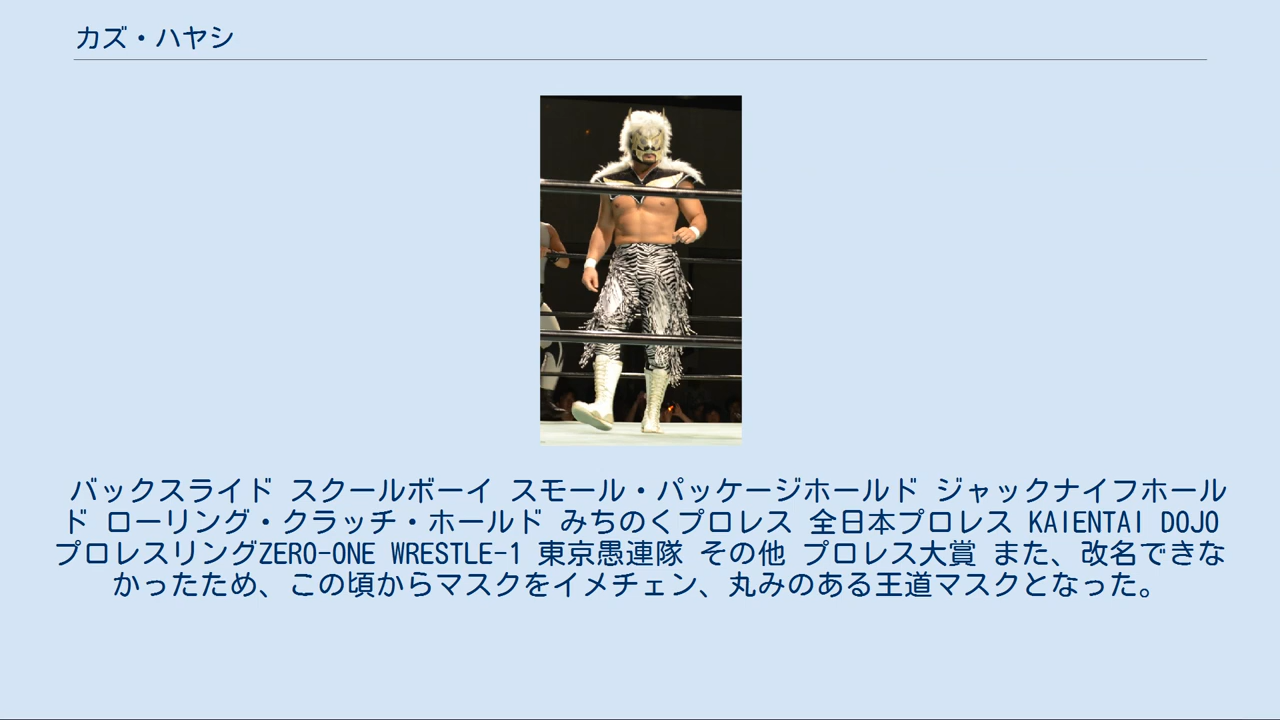 カズ・ハヤシ
バックスライド スクールボーイ スモール・パッケージホールド ジャックナイフホール
ド ローリング・クラッチ・ホールド みちのくプロレス 全日本プロレス KAIENTAI DOJO
プロレスリングZERO-ONE WRESTLE-1 東京愚連隊 その他 プロレス大賞 また、改名できな
かったため、この頃からマスクをイメチェン、丸みのある王道マスクとなった。